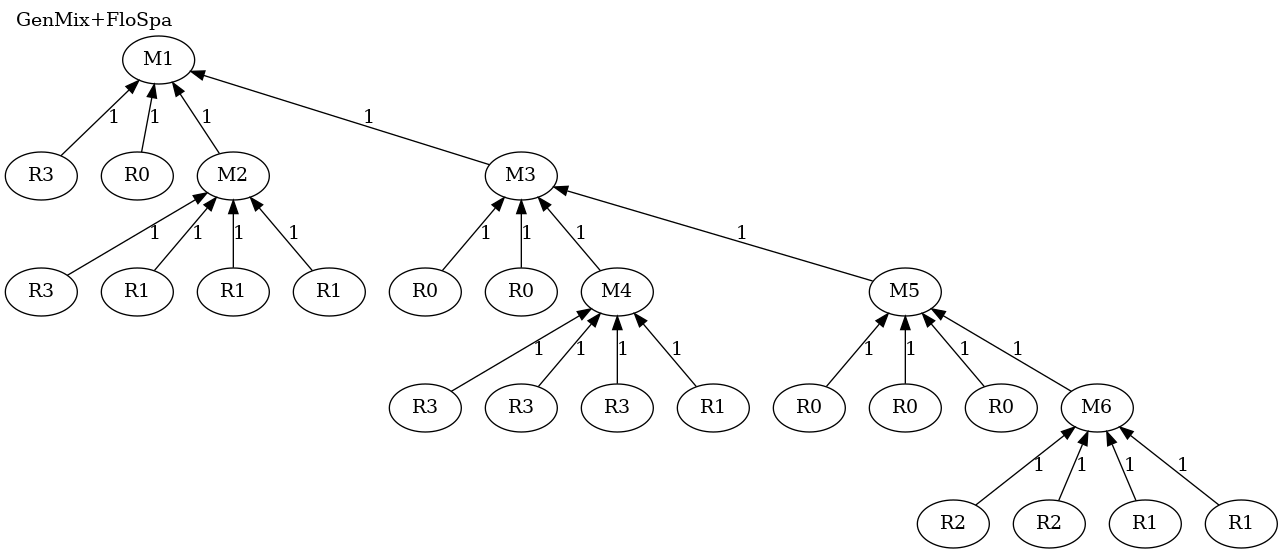 GenMix+FloSpa
M1
1 1 1 1
R3 R0 M2 M3
1 1 1 1 1 1 1 1
R3 R1 R1 R1 R0 R0 M4 M5
1 1 1 1 1 1 1 1
R3 R3 R3 R1 R0 R0 R0 M6
1 1 1 1
R2 R2 R1 R1